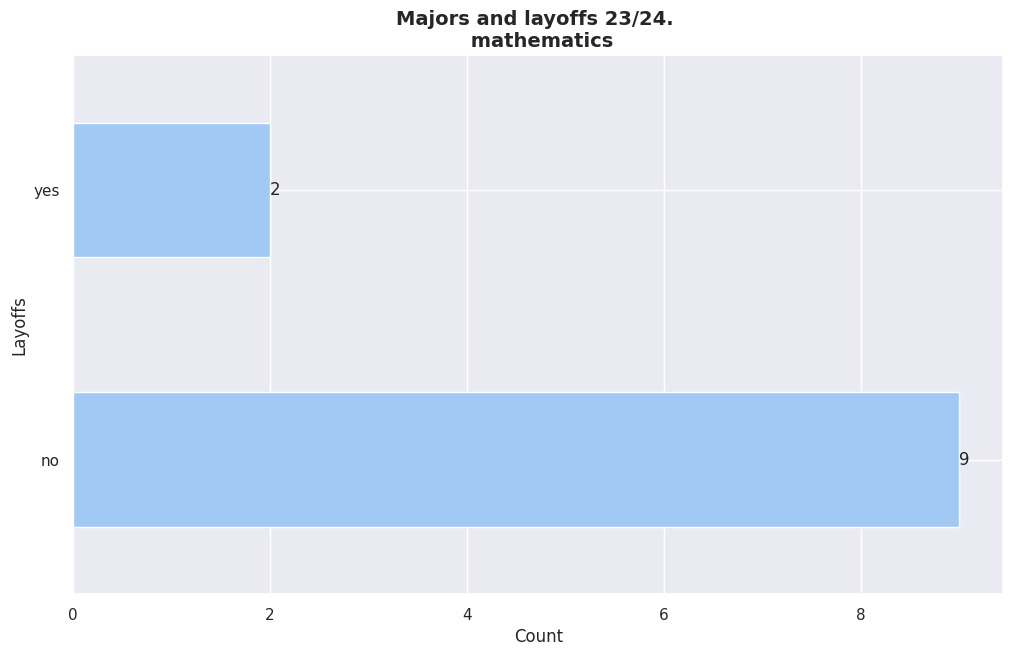 Majors and layoffs 23/24.
mathematics
yes
2
Layoffs
no
9
0
2
4
6
8
Count